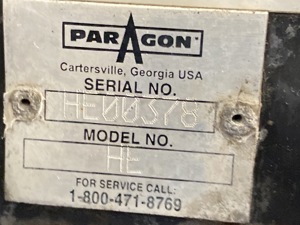 PARAGON
Cartersville, Georgia USA
SERIAL NO.
HE00378
MODEL NO.
HE
FOR SERVICE CALL:
1-800-471-8769